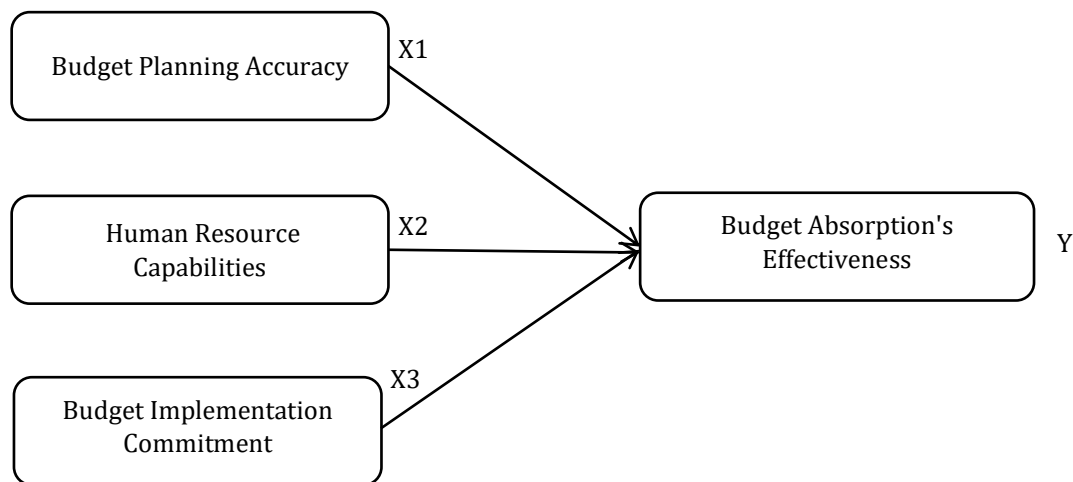 Budget Planning Accuracy
X1
Human Resource
Capabilities
X2
Budget Absorption's
Effectiveness
Y
Budget Implementation
Commitment
X3